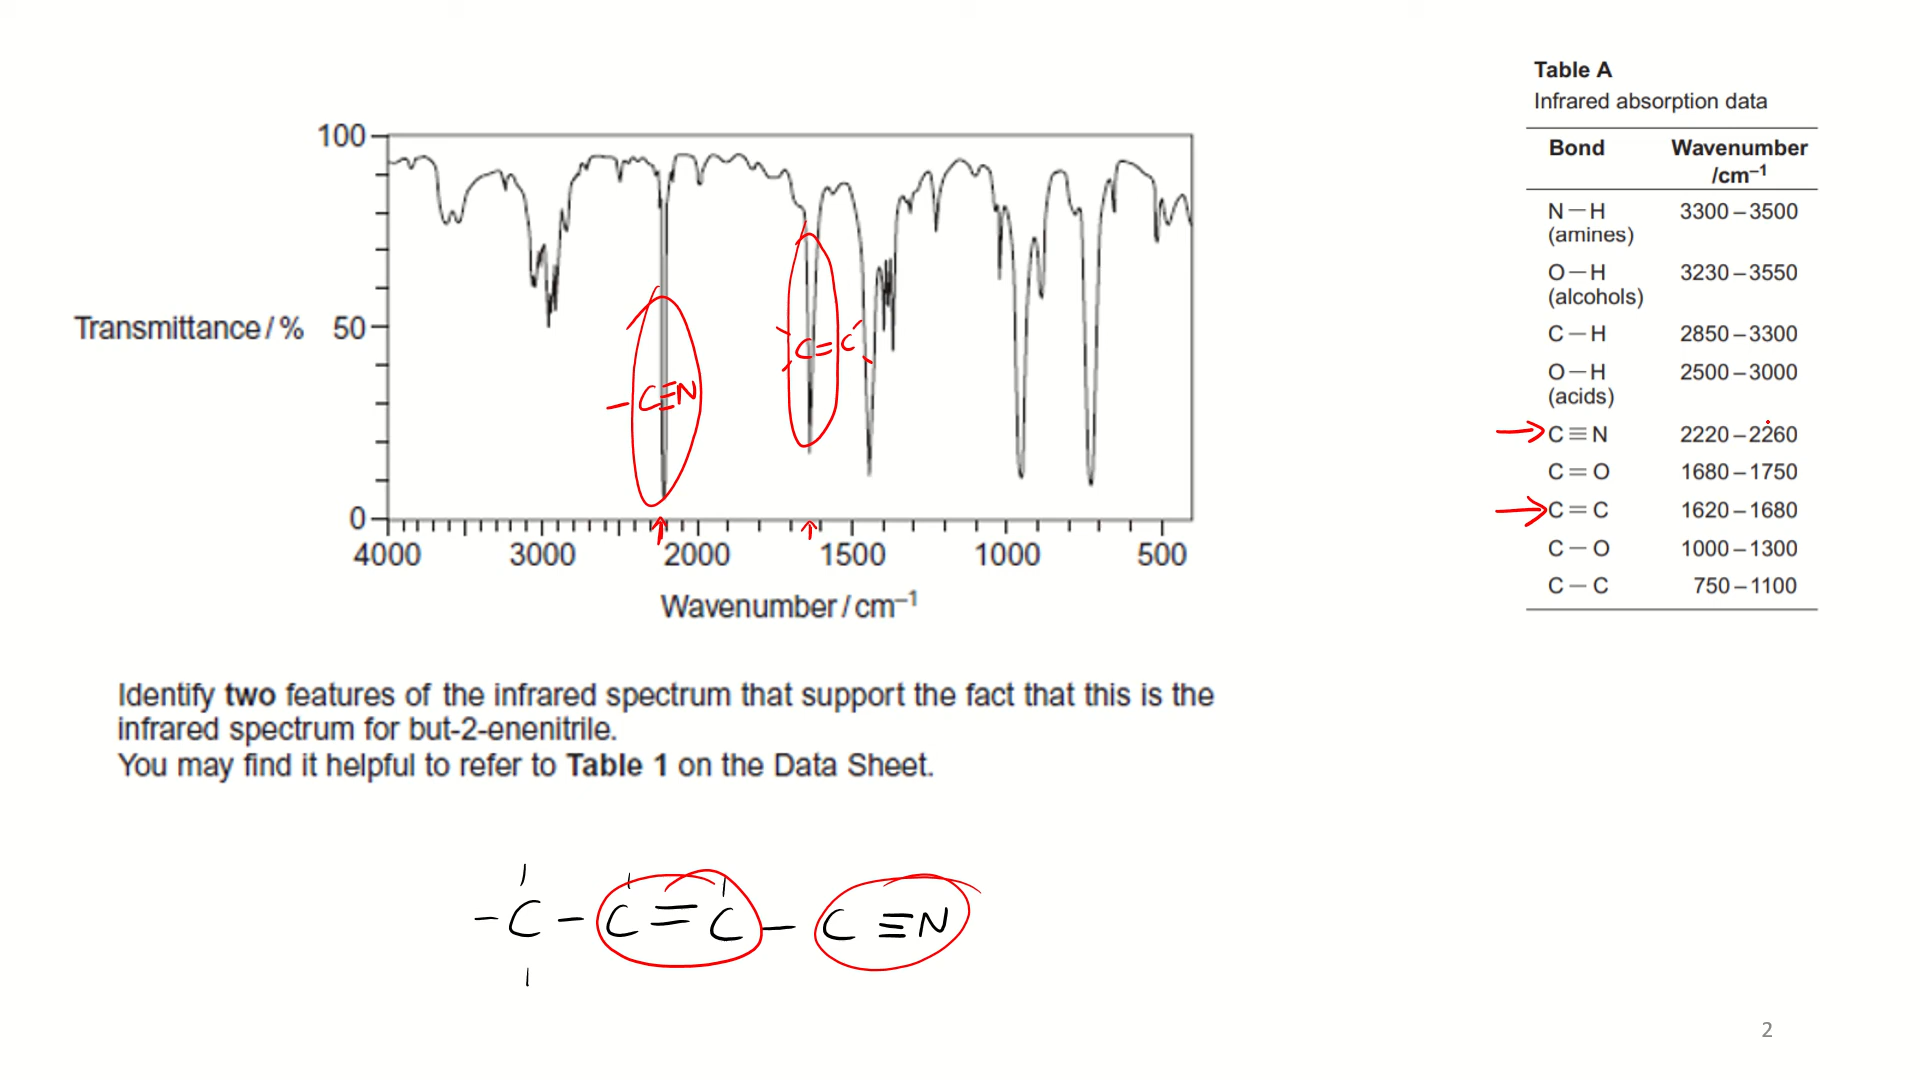 Table A
Infrared absorption data
Bond Wavenumber
/cm⁻¹
N—H 3300–3500
(amines)
O—H 3230–3550
(alcohols)
C—H 2850–3300
O—H 2500–3000
(acids)
C≡N 2220–2260
C=O 1680–1750
C=C 1620–1680
C—O 1000–1300
C—C 750–1100
100
Transmittance/% 50
0
-C≡N
C=C
4000 3000 2000 1500 1000 500
Wavenumber/cm⁻¹
Identify two features of the infrared spectrum that support the fact that this is the
infrared spectrum for but-2-enenitrile.
You may find it helpful to refer to Table 1 on the Data Sheet.
-C-C=C-C≡N
2